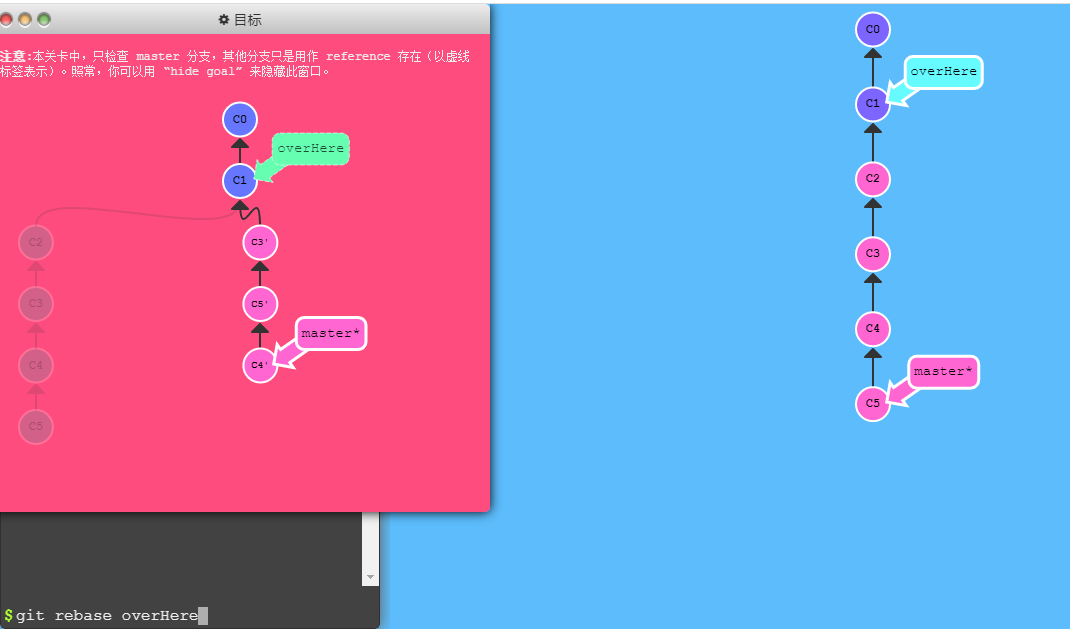 目标
注意:本关卡中，只检查 master 分支，其他分支只是用作 reference 存在（以虚线
标签表示）。照常，你可以用 “hide goal” 来隐藏此窗口。
C0
overHere
C1
C2
C3'
C3
C5'
master*
C4
C4'
C5
C0
overHere
C1
C2
C3
C4
master*
C5
$git rebase overHere